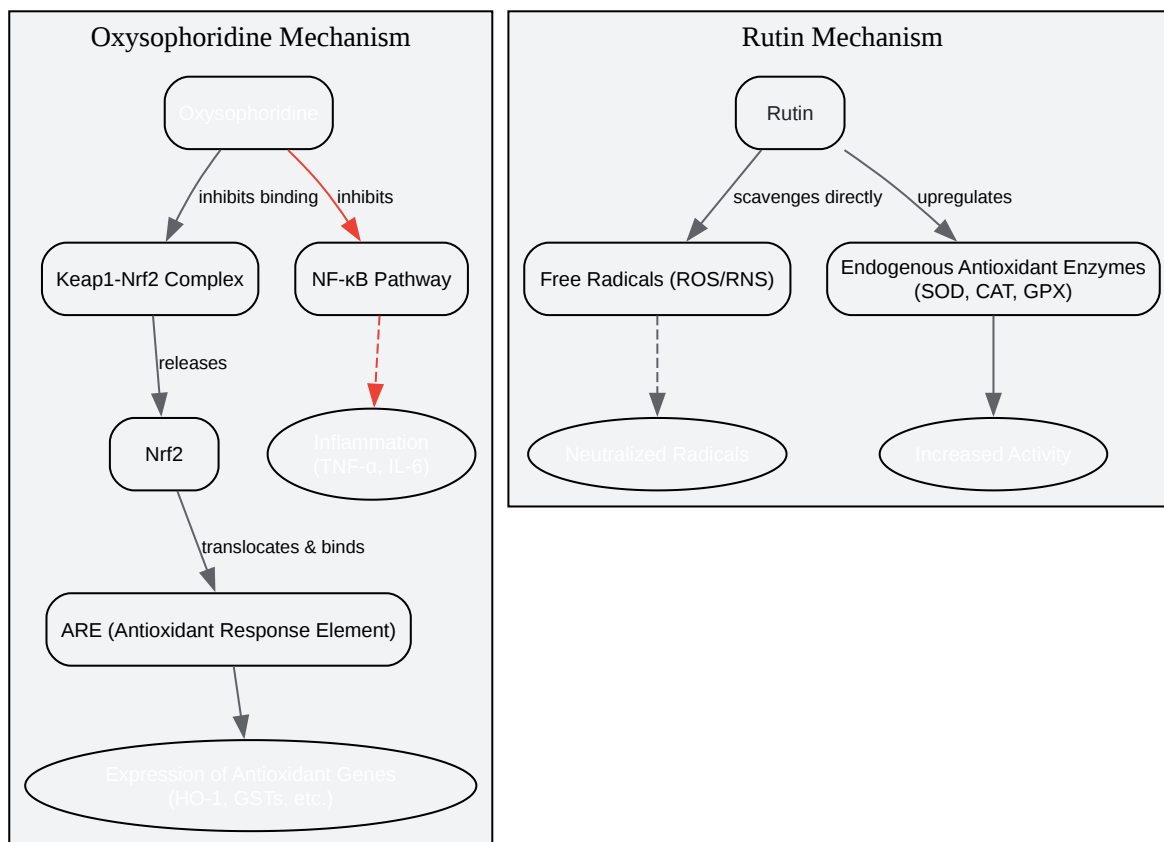 Oxysophoridine Mechanism
Oxysophoridine
inhibits binding
inhibits
Keap1-Nrf2 Complex
NF-κB Pathway
releases
Nrf2
Inflammation
(TNF-α, IL-6)
translocates & binds
ARE (Antioxidant Response Element)
Expression of Antioxidant Genes
(HO-1, GSTs, etc.)
Rutin Mechanism
Rutin
scavenges directly
upregulates
Free Radicals (ROS/RNS)
Endogenous Antioxidant Enzymes
(SOD, CAT, GPX)
Neutralized Radicals
Increased Activity